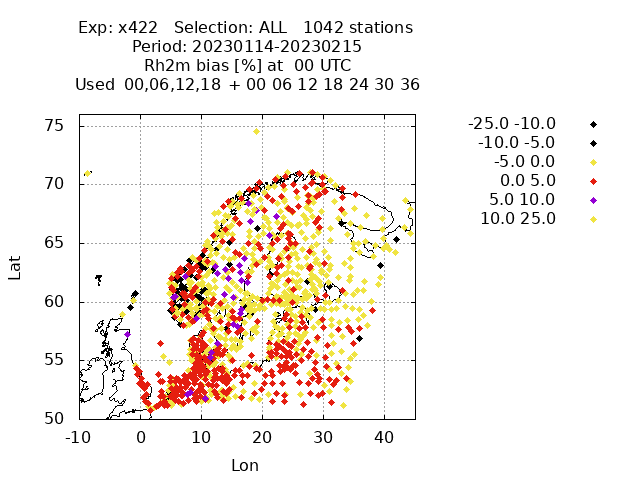 Exp: x422   Selection: ALL   1042 stations
Period: 20230114-20230215
Rh2m bias [%] at  00 UTC
Used  00,06,12,18  + 00 06 12 18 24 30 36
-25.0 -10.0
-10.0 -5.0
-5.0 0.0
0.0 5.0
5.0 10.0
10.0 25.0
75
70
65
60
55
50
Lat
-10 0 10 20 30 40
Lon